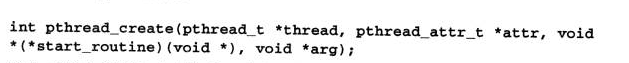 int pthread_create(pthread_t *thread, pthread_attr_t *attr, void
*(*start_routine)(void *), void *arg);